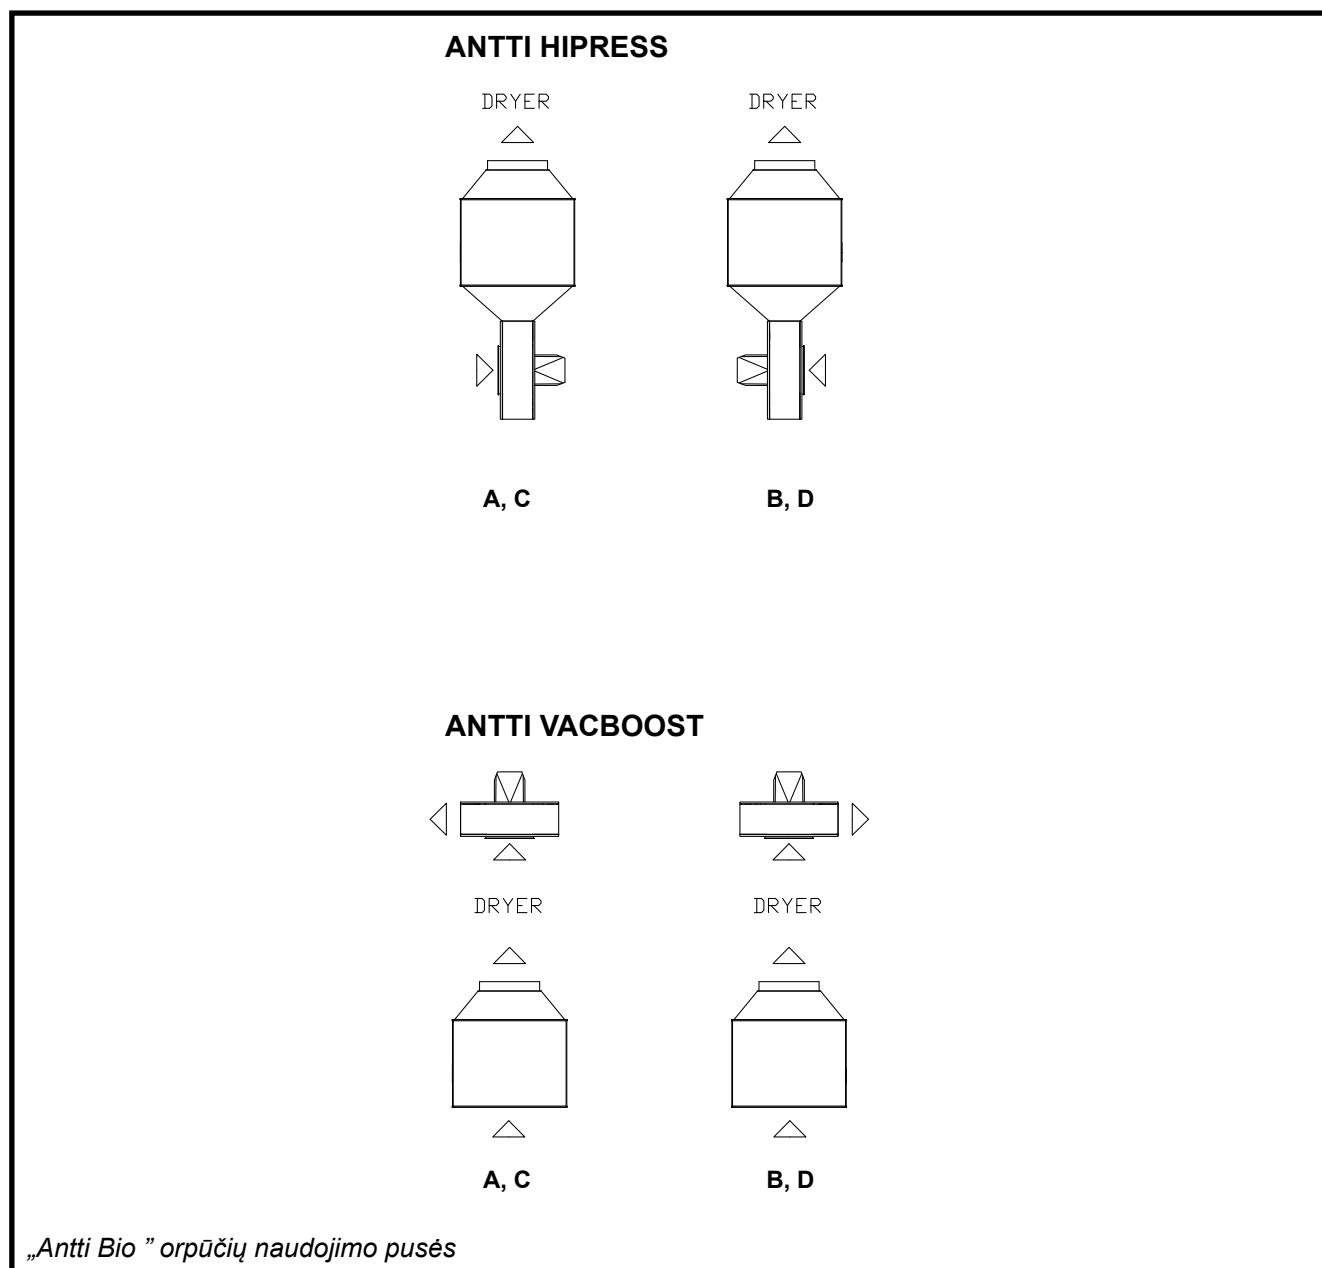 ANTTI HIPRESS
DRYER DRYER
A, C B, D
ANTTI VACBOOST
DRYER DRYER
A, C B, D
„Antti Bio ” orpūčių naudojimo pusės